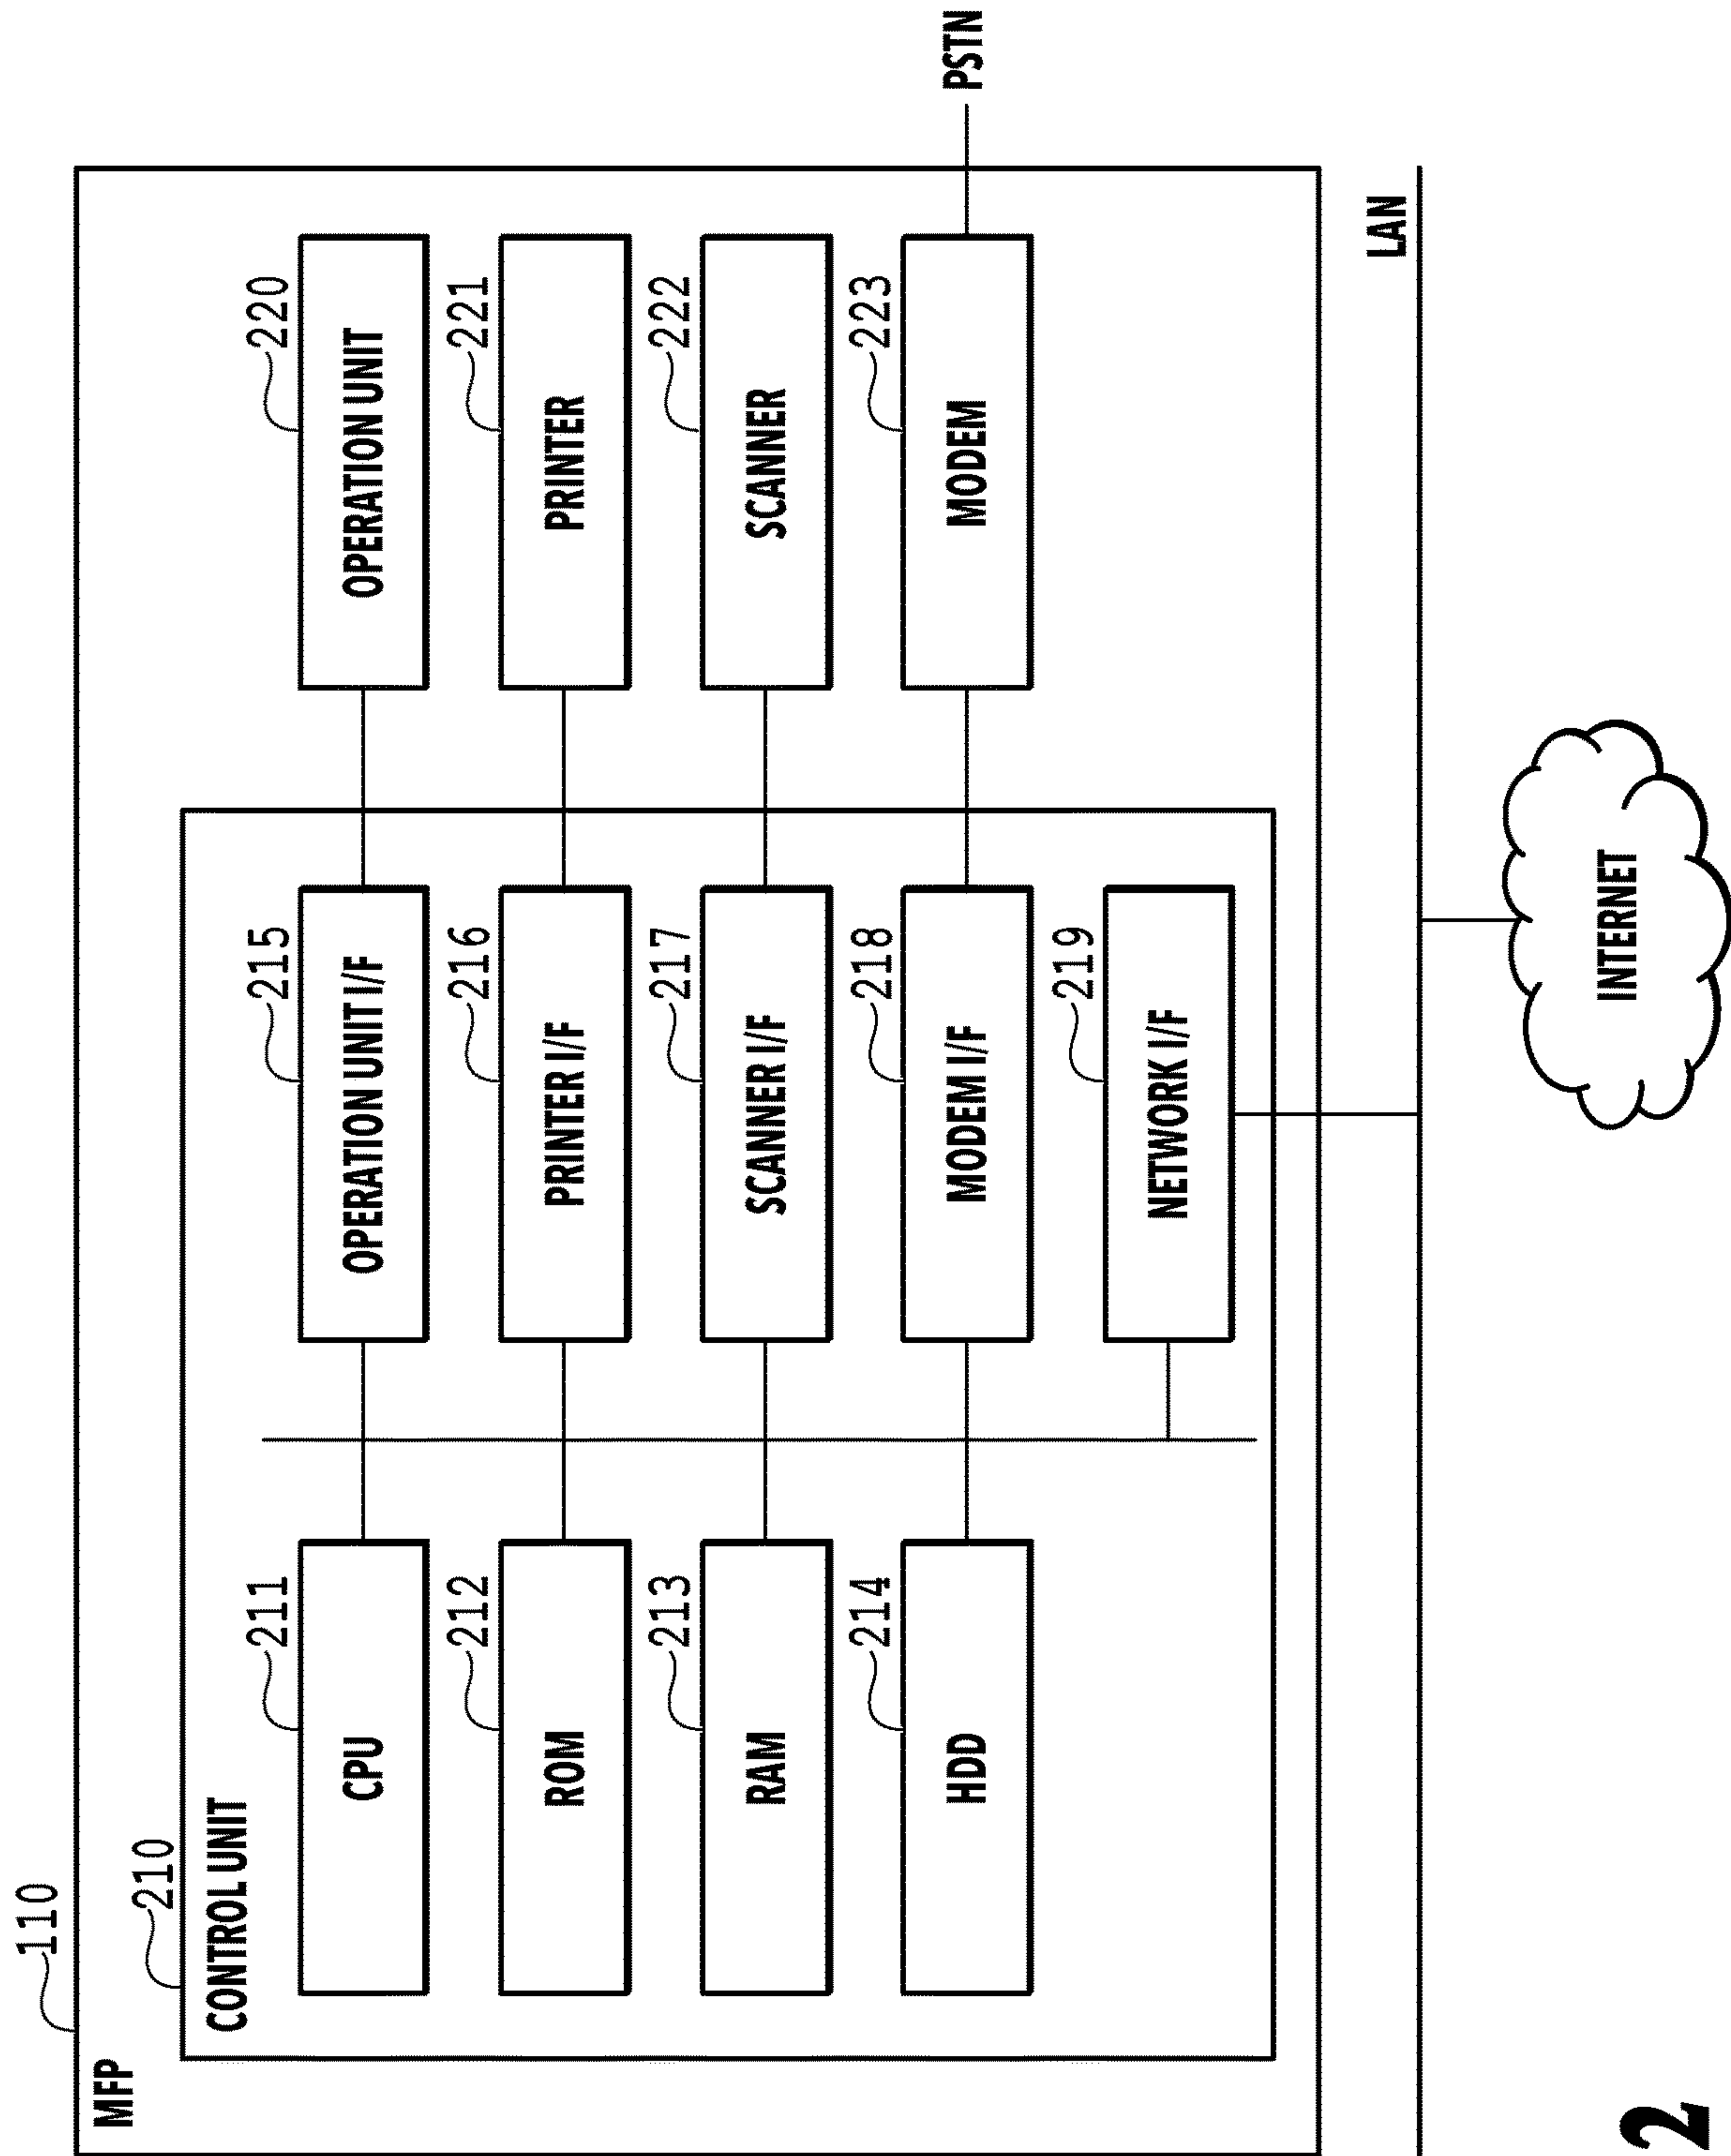 110
MFP
210
CONTROL UNIT
211
CPU
215
OPERATION UNIT I/F
220
OPERATION UNIT
212
ROM
216
PRINTER I/F
221
PRINTER
213
RAM
217
SCANNER I/F
222
SCANNER
214
HDD
218
MODEM I/F
223
MODEM
PSTN
219
NETWORK I/F
LAN
INTERNET
2